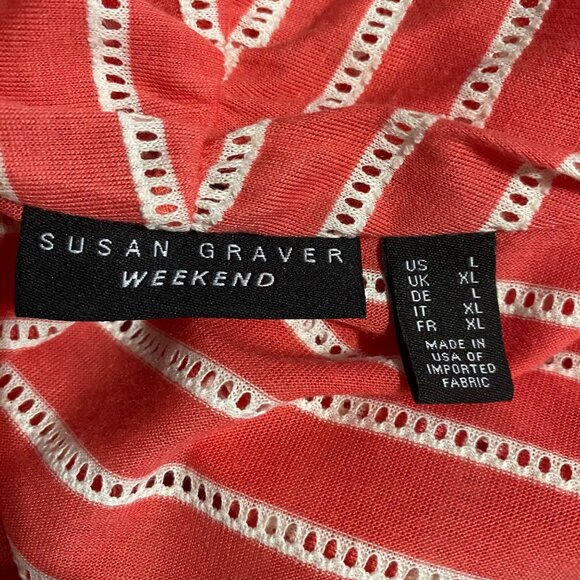 SUSAN GRAVER
WEEKEND
US L
UK XL
DE L
IT XL
FR XL
MADE IN
USA OF
IMPORTED
FABRIC